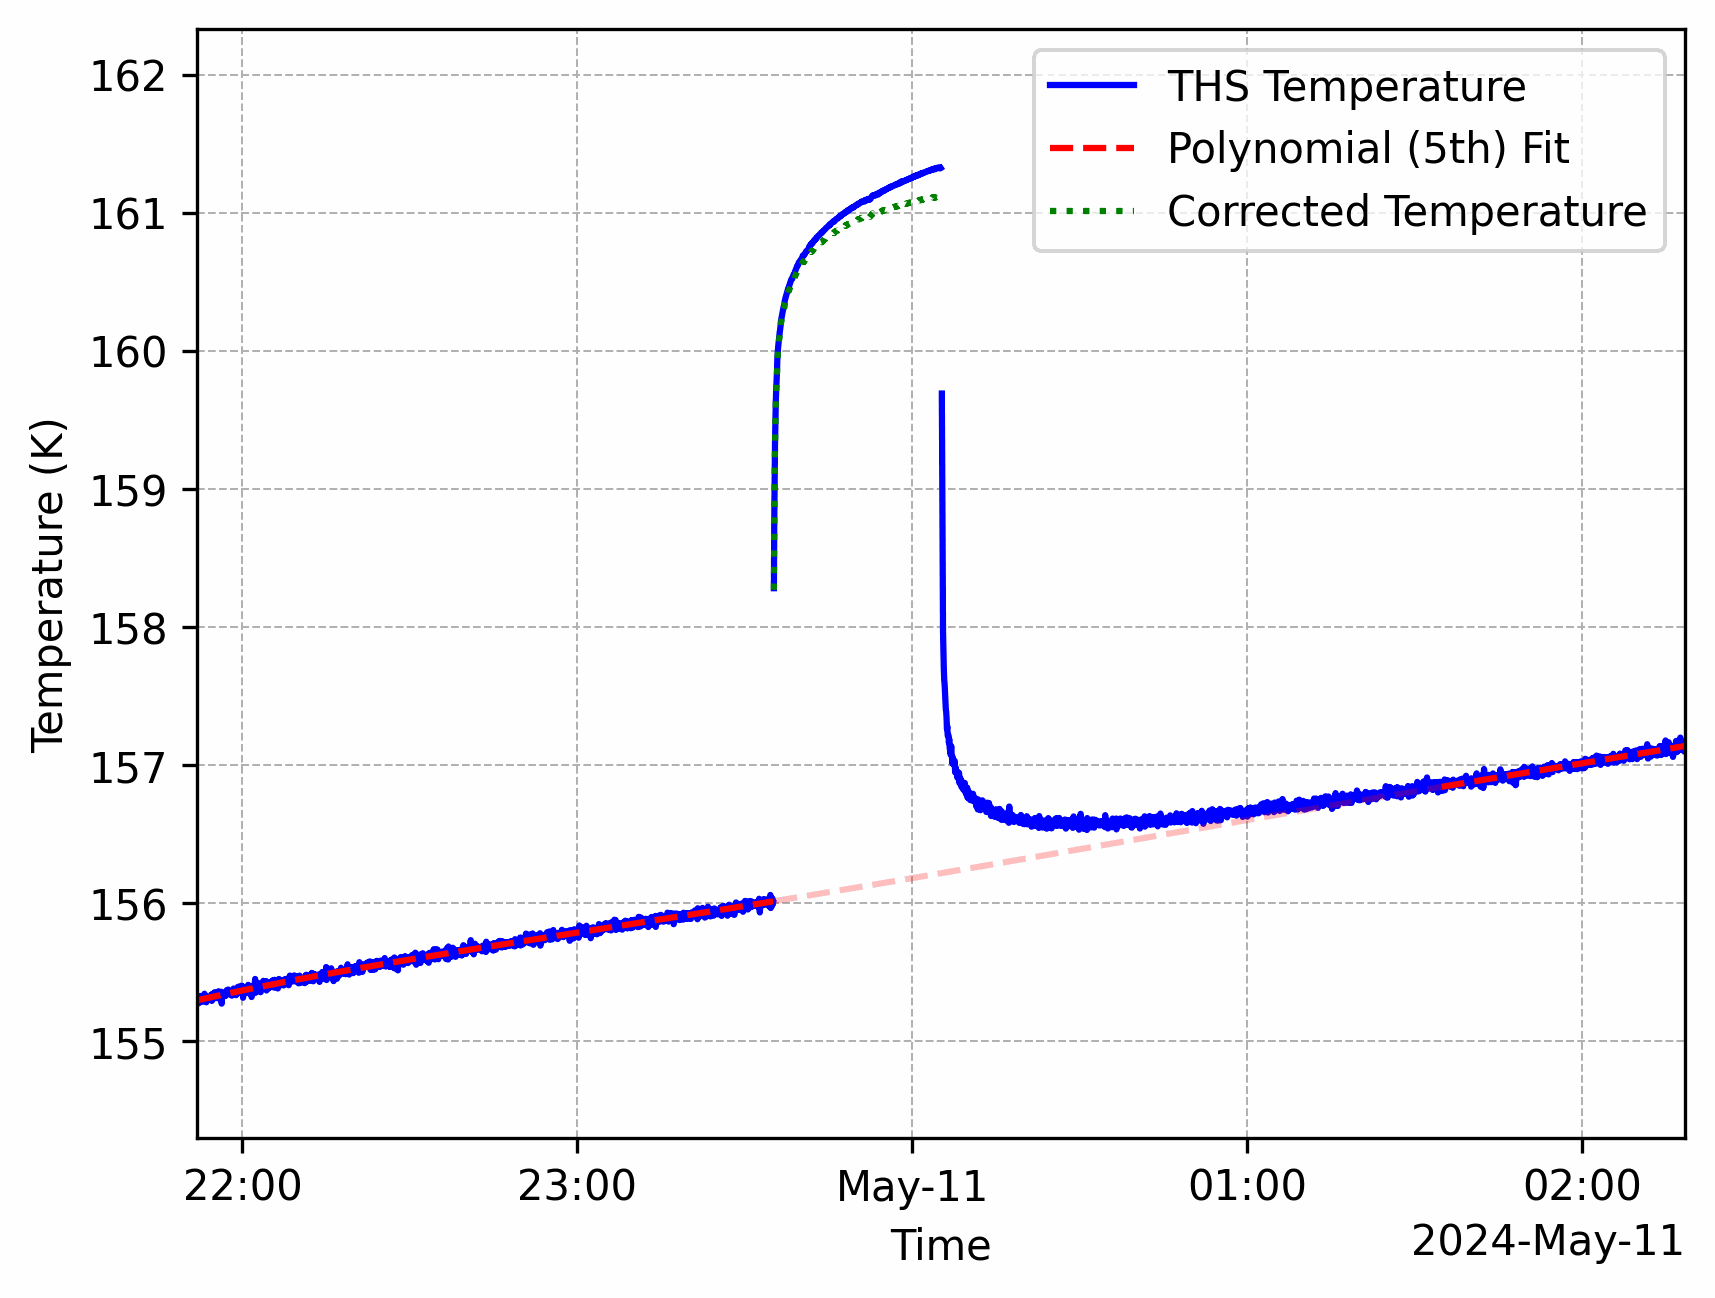 THS Temperature
Polynomial (5th) Fit
Corrected Temperature
162
161
160
159
158
157
156
155
Temperature (K)
22:00
23:00
May-11
01:00
02:00
Time
2024-May-11